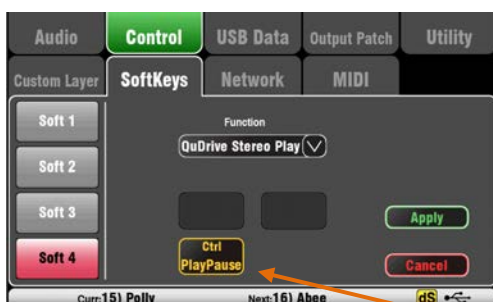 Audio Control USB Data Output Patch Utility
Custom Layer SoftKeys Network MIDI
Soft 1
Soft 2
Soft 3
Soft 4
Function
QuDrive Stereo Play
Ctrl
PlayPause
Apply
Cancel
Curr:15) Polly Next:16) Abee dS